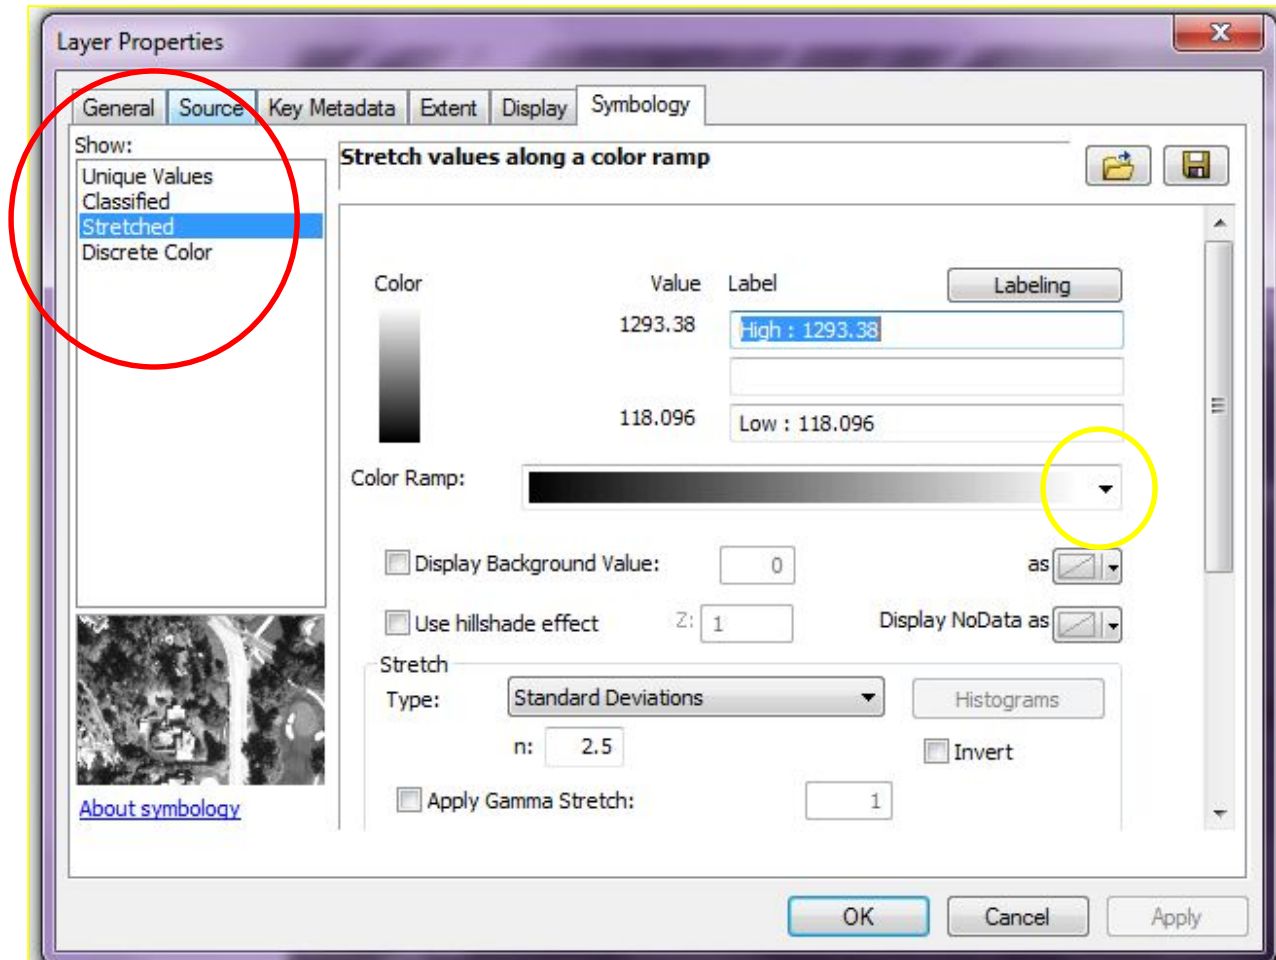 Layer Properties
X
General Source Key Metadata Extent Display Symbology
Show:
Unique Values
Classified
Stretched
Discrete Color
Stretch values along a color ramp
Color Value Label Labeling
1293.38 High : 1293.38
118.096 Low : 118.096
Color Ramp:
Display Background Value: 0 as
Use hillshade effect Z: 1 Display NoData as
Stretch
Type: Standard Deviations Histograms
n: 2.5 Invert
Apply Gamma Stretch: 1
About symbology
OK Cancel Apply